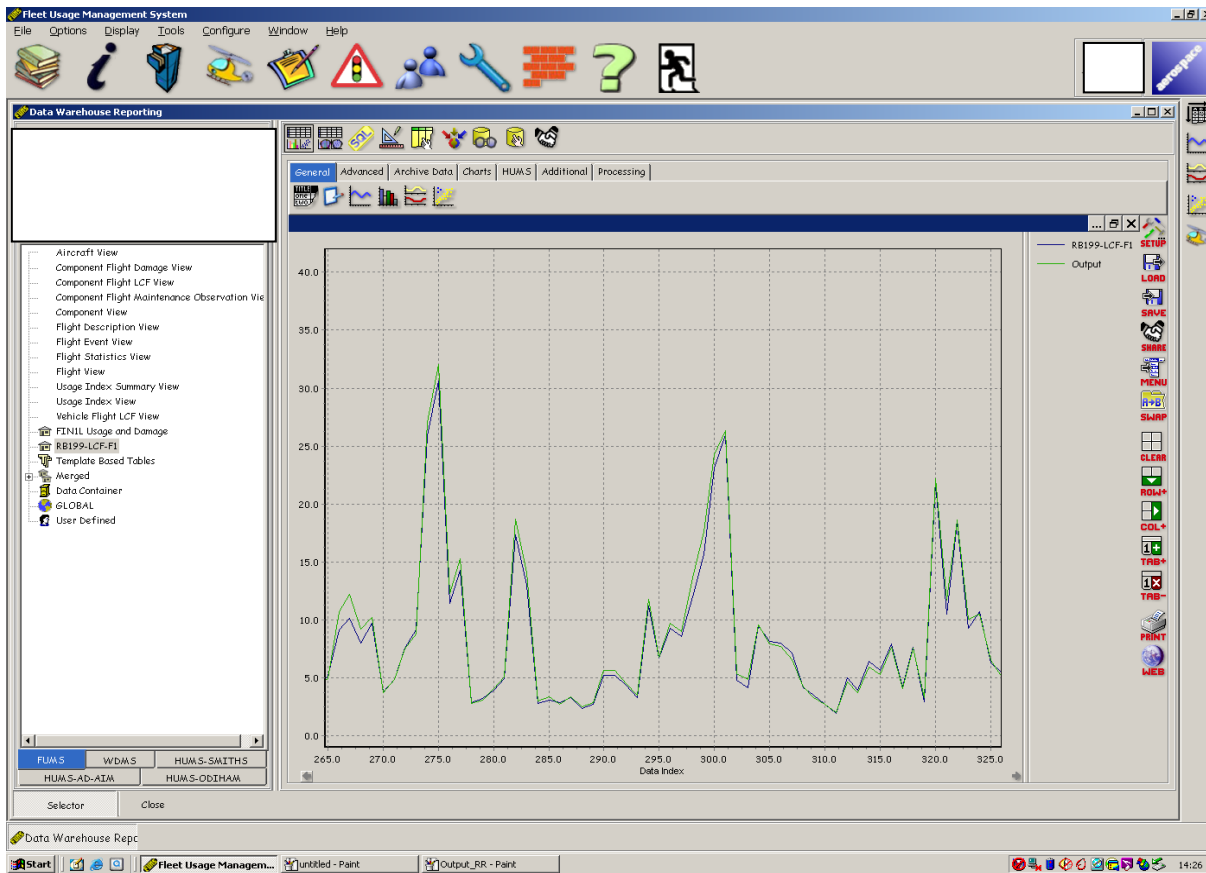 Fleet Usage Management System
File Options Display Tools Configure Window Help
aerospace
Data Warehouse Reporting
SQL
General Advanced Archive Data Charts HUMS Additional Processing
TITLE
one
two
...
Aircraft View
Component Flight Damage View
Component Flight LCF View
Component Flight Maintenance Observation Vie
Component View
Flight Description View
Flight Event View
Flight Statistics View
Flight View
Usage Index Summary View
Usage Index View
Vehicle Flight LCF View
FIN1L Usage and Damage
RB199-LCF-F1
Template Based Tables
Merged
Data Container
GLOBAL
User Defined
FUMS WDMS HUMS-SMITHS
HUMS-AD-AIM HUMS-ODIHAM
Selector Close
40.0
35.0
30.0
25.0
20.0
15.0
10.0
5.0
0.0
265.0 270.0 275.0 280.0 285.0 290.0 295.0 300.0 305.0 310.0 315.0 320.0 325.0
Data Index
RB199-LCF-F1
Output
SETUP
LOAD
SAVE
SHARE
MENU
A→B
SWAP
CLEAR
ROW+
COL+
1+
TAB+
1X
TAB-
PRINT
WEB
Data Warehouse Repc
Start Fleet Usage Managem... untitled - Paint Output_RR - Paint 14:26